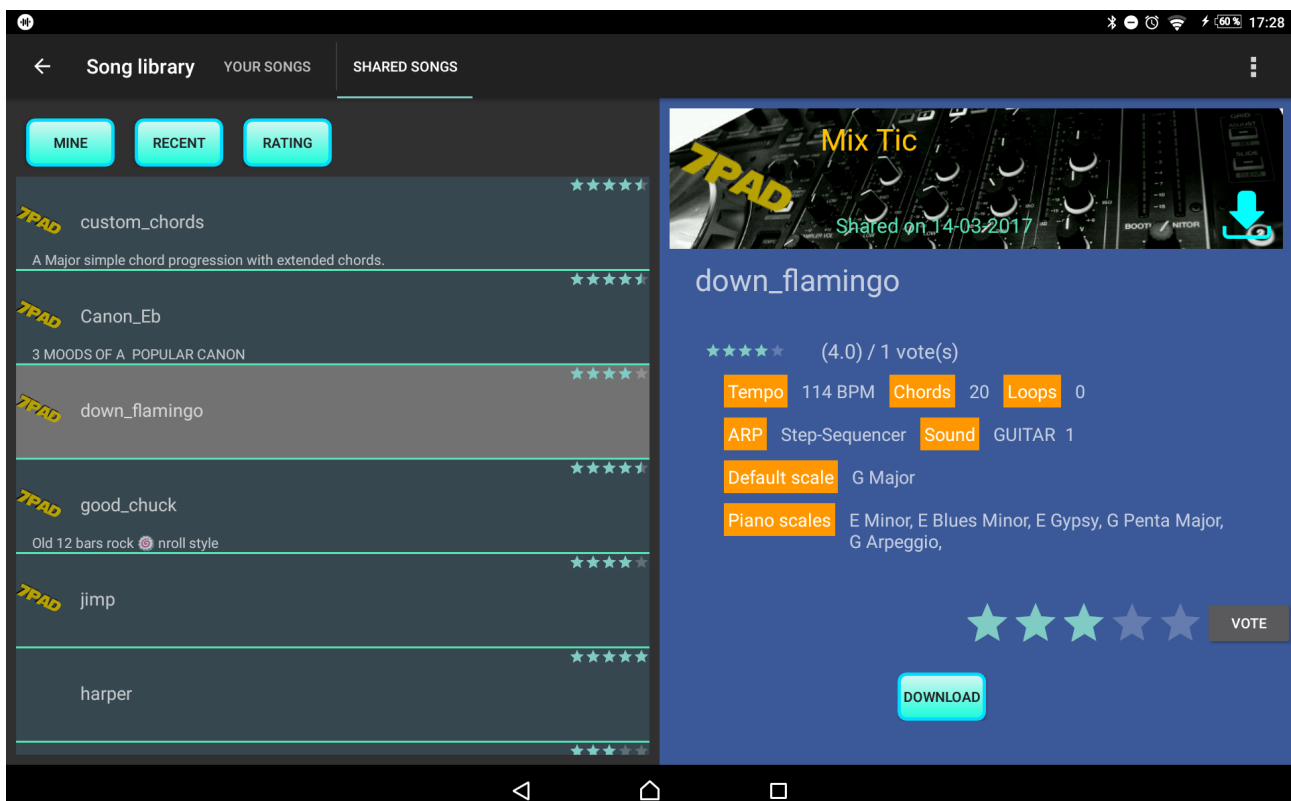 60% 17:28
Song library YOUR SONGS SHARED SONGS
MINE RECENT RATING
7PAD custom_chords
A Major simple chord progression with extended chords.
7PAD Canon_Eb
3 MOODS OF A POPULAR CANON
7PAD down_flamingo
7PAD good_chuck
Old 12 bars rock 🍥 nroll style
7PAD jimp
harper
Mix Tic
7PAD
GRID
ADJUST
SLIDE
Shared on 14-03-2017
down_flamingo
(4.0) / 1 vote(s)
Tempo 114 BPM Chords 20 Loops 0
ARP Step-Sequencer Sound GUITAR 1
Default scale G Major
Piano scales E Minor, E Blues Minor, E Gypsy, G Penta Major,
G Arpeggio,
VOTE
DOWNLOAD